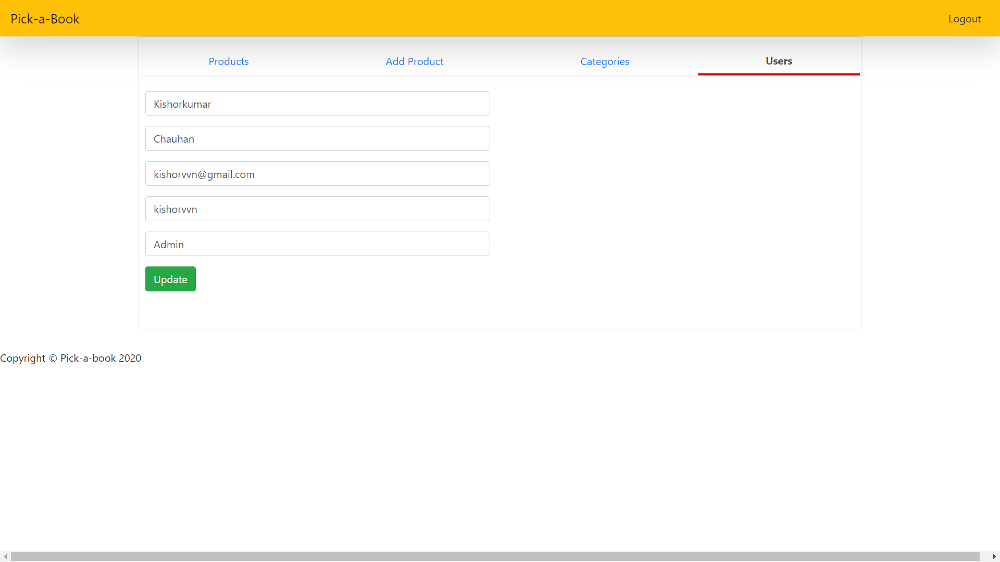 Pick-a-Book
Logout
Products
Add Product
Categories
Users
Kishorkumar
Chauhan
kishorvvn@gmail.com
kishorvvn
Admin
Update
Copyright © Pick-a-book 2020